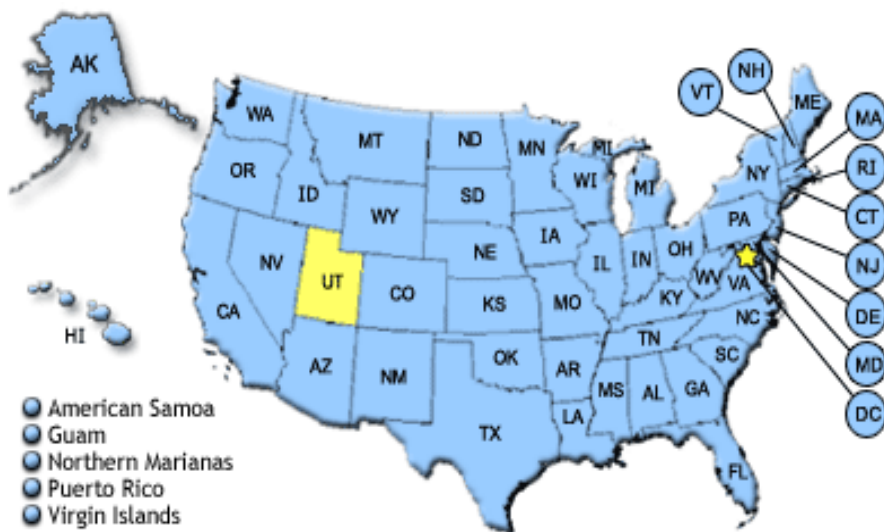 AK
NH
VT
ME
WA
MA
MT
ND
MN
MI
OR
RI
WI
NY
ID
SD
MI
WY
CT
PA
IA
NE
OH
NV
IL
IN
NJ
UT
WV
VA
CO
CA
KS
MO
KY
DE
NC
HI
TN
OK
SC
AZ
NM
AR
MD
MS
AL
GA
American Samoa
LA
DC
Guam
TX
Northern Marianas
FL
Puerto Rico
Virgin Islands